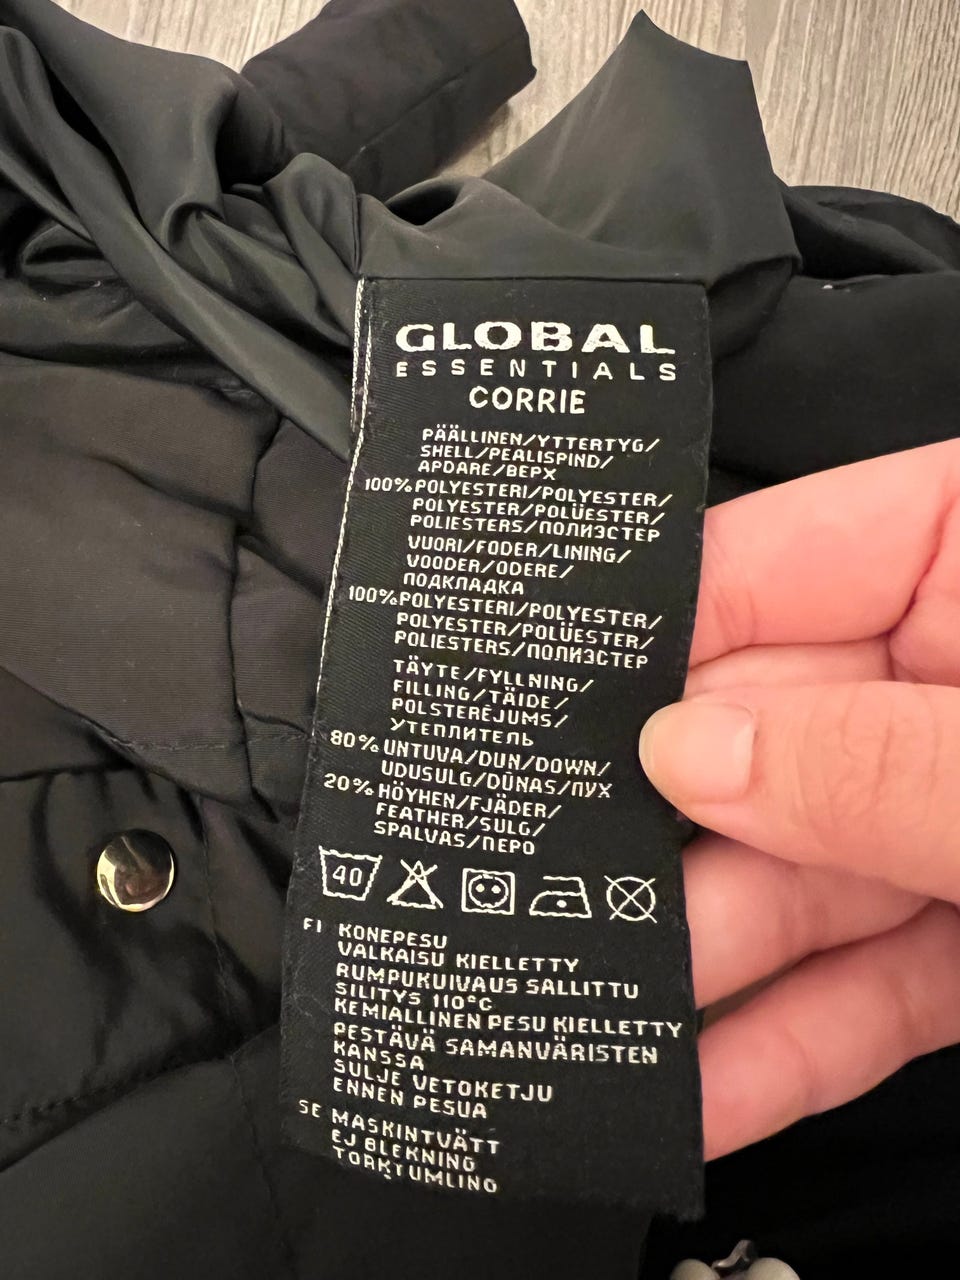 GLOBAL
ESSENTIALS
CORRIE
PÄÄLLINEN/YTTERTYG/
SHELL/PEALISPIND/
APDARE/ВЕРХ
100% POLYESTERI/POLYESTER/
POLYESTER/POLÜESTER/
POLIESTERS/ПОЛИЭСТЕР
VUORI/FODER/LINING/
VOODER/ODERE/
ПОДКЛАДКА
100% POLYESTERI/POLYESTER/
POLYESTER/POLÜESTER/
POLIESTERS/ПОЛИЭСТЕР
TÄYTE/FYLLNING/
FILLING/TÄIDE/
POLSTERĒJUMS/
УТЕПЛИТЕЛЬ
80% UNTUVA/DUN/DOWN/
UDUSULG/DŪNAS/ПУХ
20% HÖYHEN/FJÄDER/
FEATHER/SULG/
SPALVAS/ПЕРО
40
FI KONEPESU
VALKAISU KIELLETTY
RUMPUKUIVAUS SALLITTU
SILITYS 110°C
KEMIALLINEN PESU KIELLETTY
PESTÄVÄ SAMANVÄRISTEN
KANSSA
SULJE VETOKETJU
ENNEN PESUA
SE MASKINTVÄTT
EJ BLEKNING
TORKTUMLING